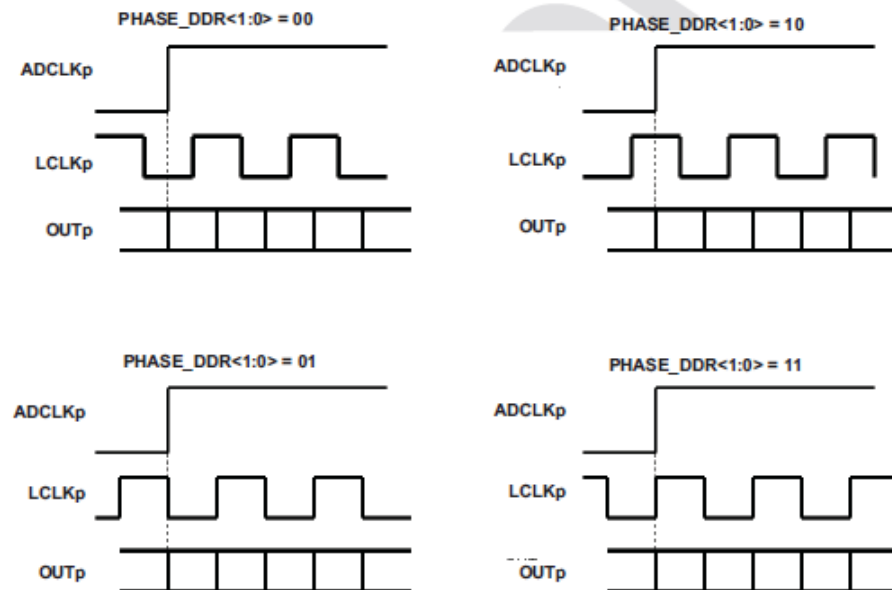 PHASE_DDR<1:0> = 00
ADCLKp
LCLKp
OUTp
PHASE_DDR<1:0> = 10
ADCLKp
LCLKp
OUTp
PHASE_DDR<1:0> = 01
ADCLKp
LCLKp
OUTp
PHASE_DDR<1:0> = 11
ADCLKp
LCLKp
OUTp